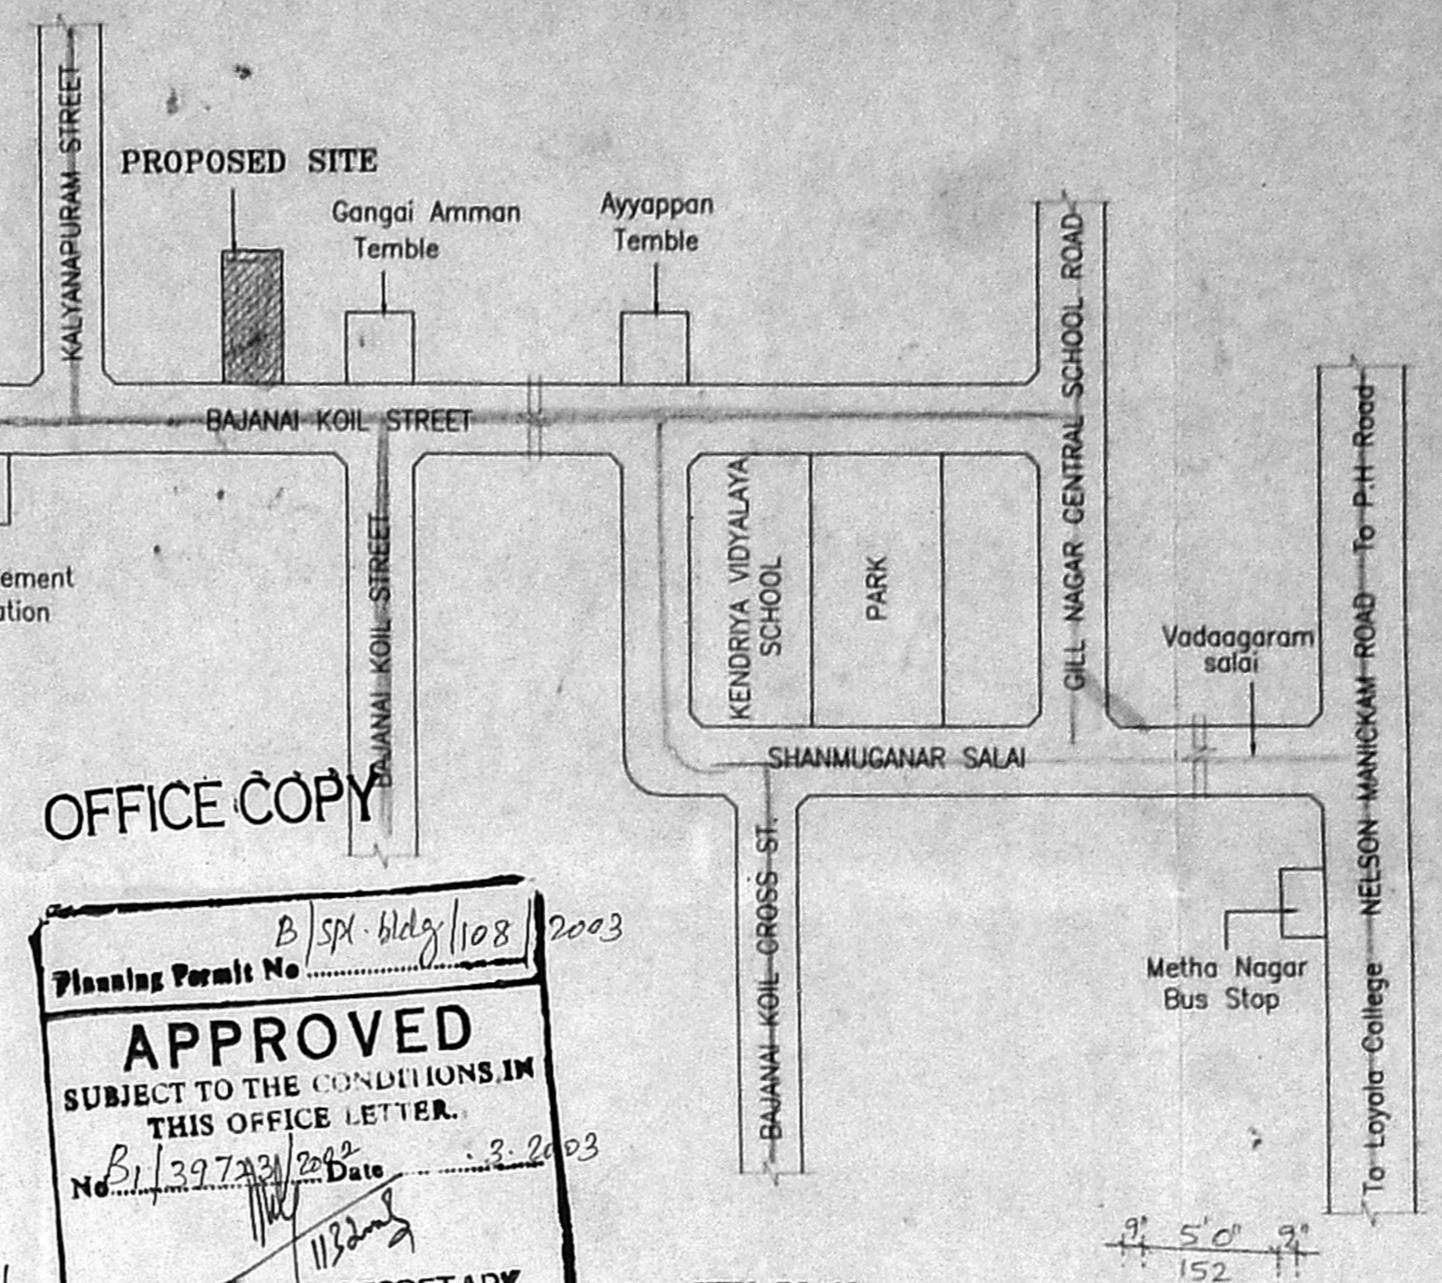 KALYANAPURAM STREET
PROPOSED SITE
Gangai Amman
Temble
Ayyappan
Temble
BAJANAI KOIL STREET
GILL NAGAR CENTRAL SCHOOL ROAD
KENDRIYA VIDYALAYA
SCHOOL
PARK
ement
ation
BAJANAI KOIL STREET
Vadaagaram
salai
SHANMUGANAR SALAI
To Loyola College NELSON MANICKAM ROAD To P.H Road
BAJANAI KOIL CROSS ST.
Metha Nagar
Bus Stop
OFFICE COPY
B/spl.bldg/108/2003
Planning Permit No
APPROVED
SUBJECT TO THE CONDITIONS IN
THIS OFFICE LETTER.
No B1/ /2002 Date .3.2003
9" 5'0" 9"
152